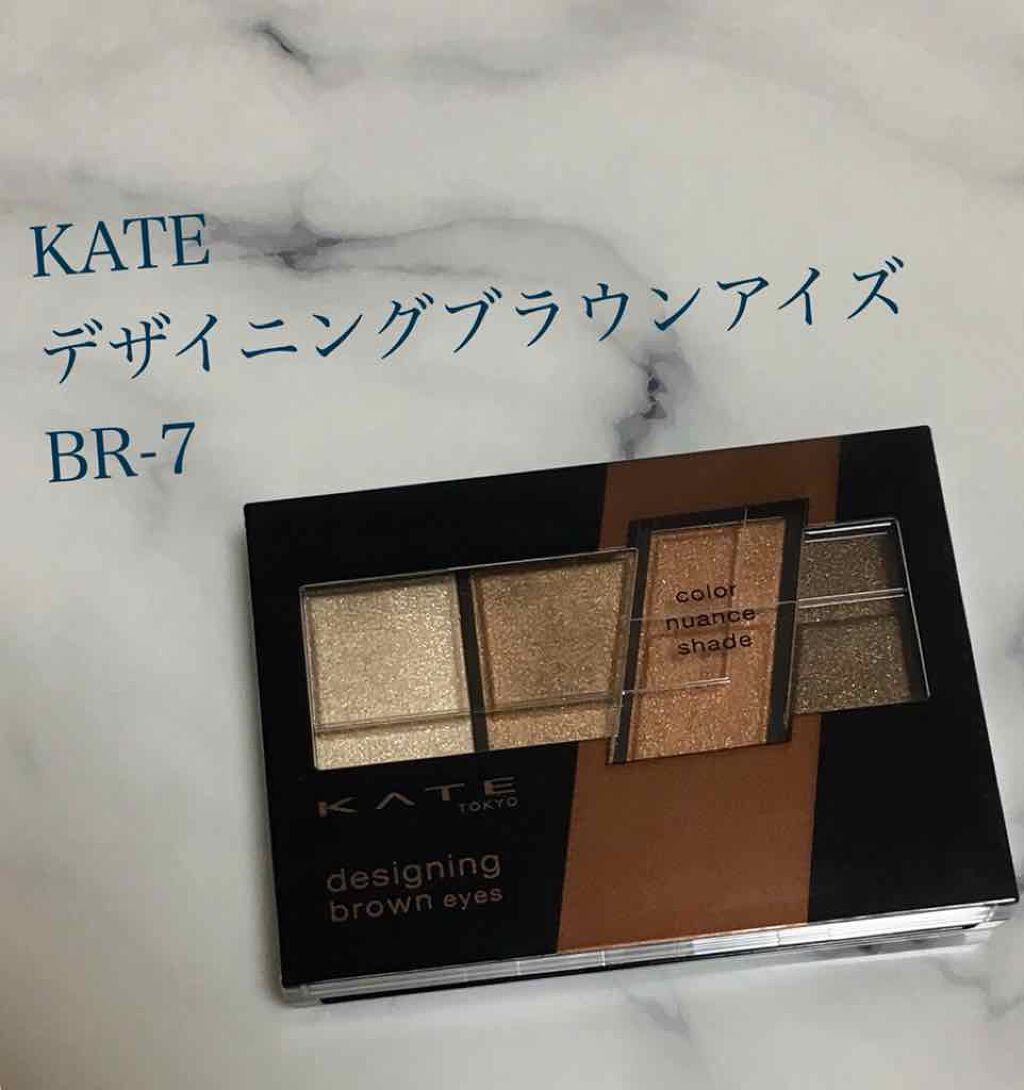 KATE
デザイニングブラウンアイズ
BR-7
color
nuance
shade
KATE
TOKYO
designing
brown eyes